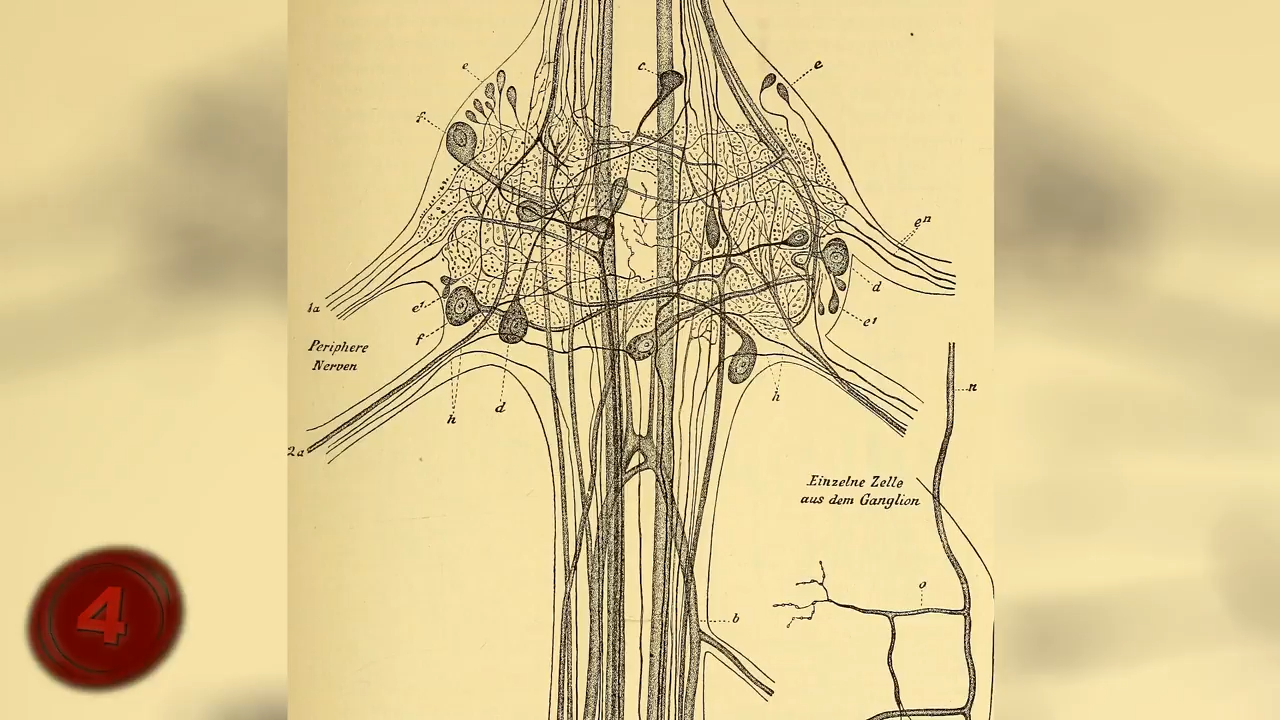 e
c
e
f
eⁿ
1a
e¹
d
e¹
f
Periphere
Nerven
n
h
d
h
2a
Einzelne Zelle
aus dem Ganglion
o
4
b